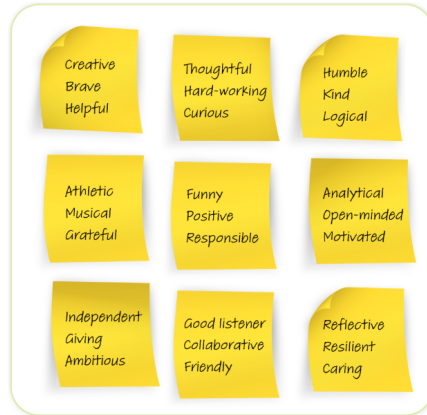 Creative
Brave
Helpful
Thoughtful
Hard-working
Curious
Humble
Kind
Logical
Athletic
Musical
Grateful
Funny
Positive
Responsible
Analytical
Open-minded
Motivated
Independent
Giving
Ambitious
Good listener
Collaborative
Friendly
Reflective
Resilient
Caring